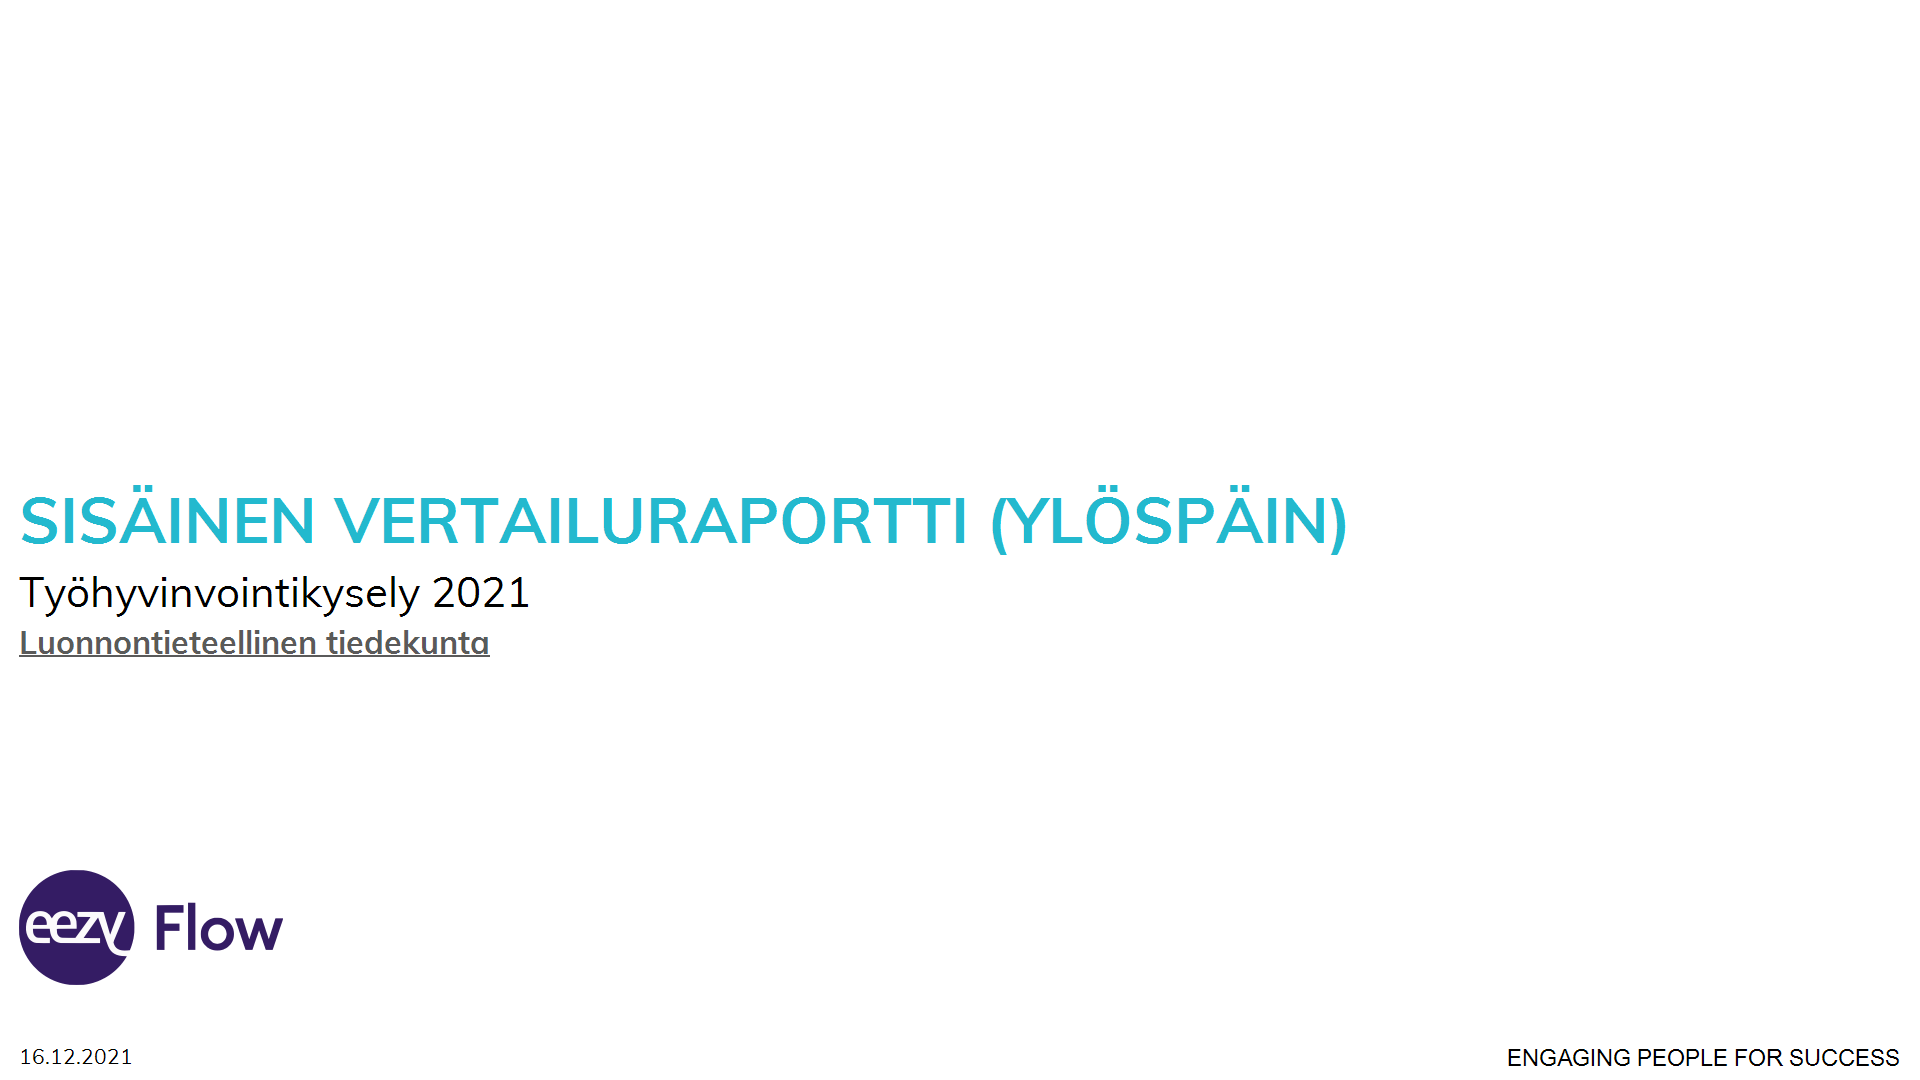 SISÄINEN VERTAILURAPORTTI (YLÖSPÄIN)
Työhyvinvointikysely 2021
Luonnontieteellinen tiedekunta
eezy Flow
16.12.2021
ENGAGING PEOPLE FOR SUCCESS